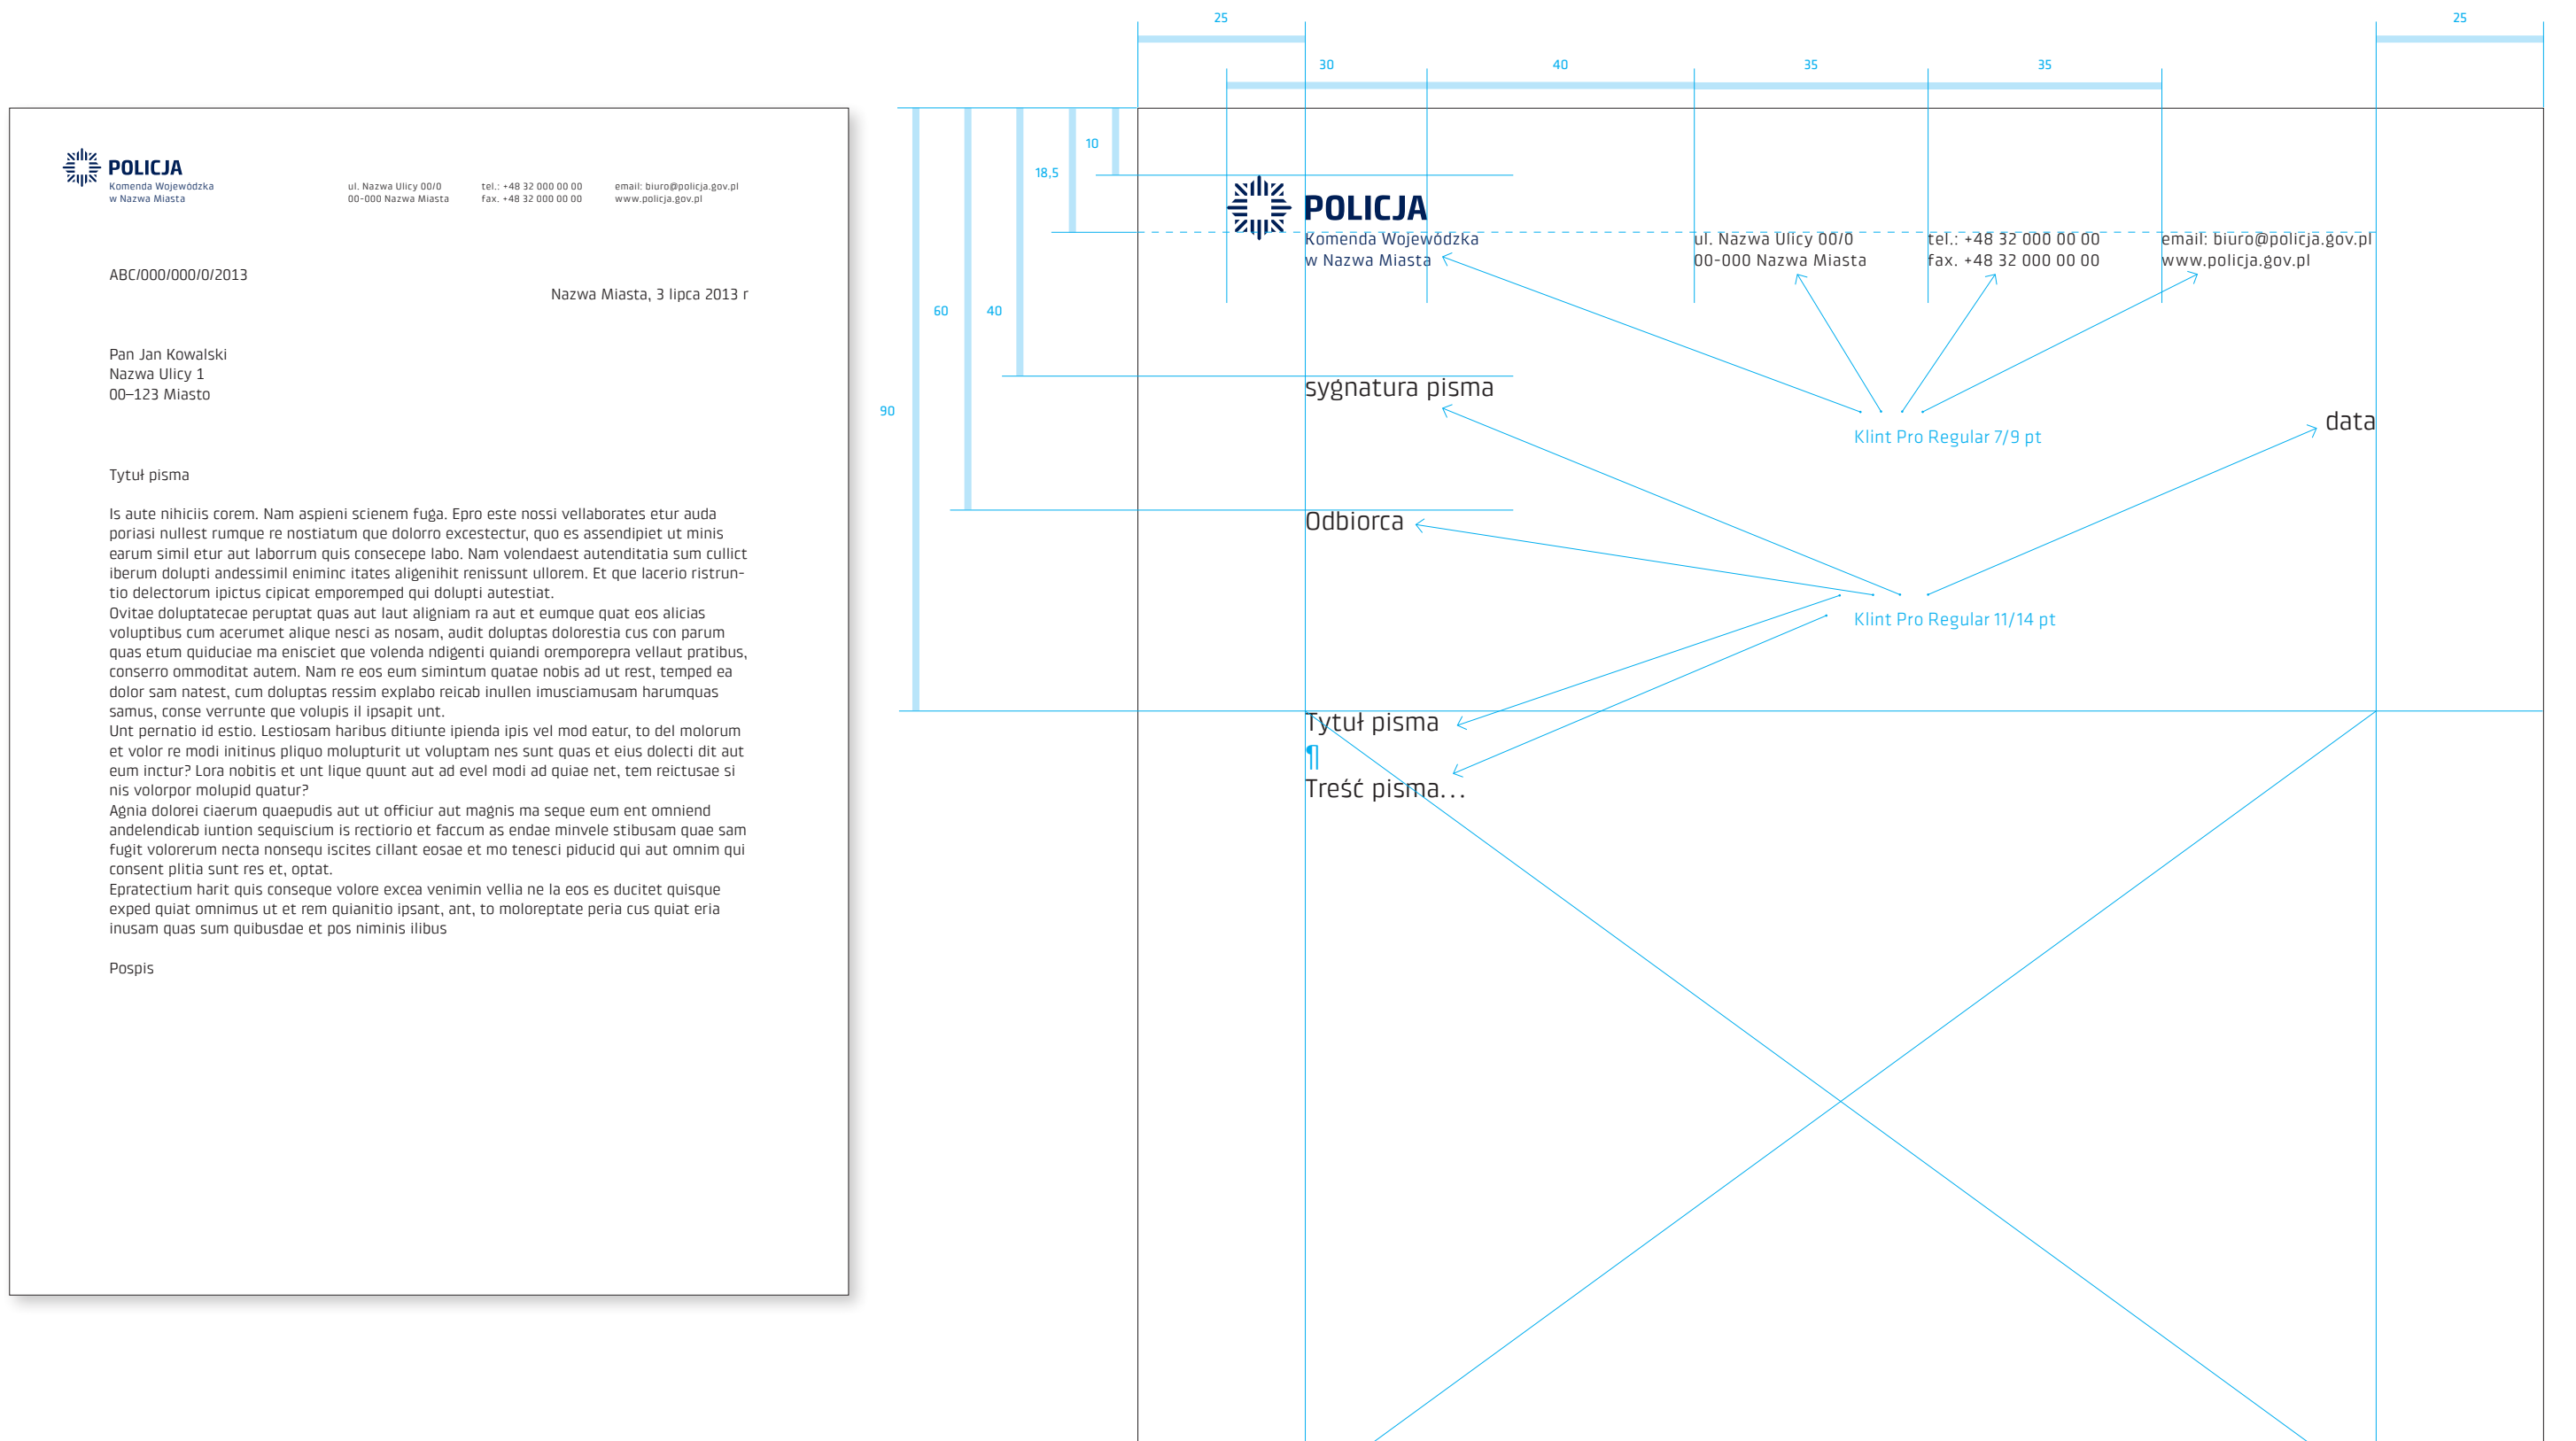 POLICJA
Komenda Wojewódzka
w Nazwa Miasta
ul. Nazwa Ulicy 00/0
00-000 Nazwa Miasta
tel.: +48 32 000 00 00
fax. +48 32 000 00 00
email: biuro@policja.gov.pl
www.policja.gov.pl
ABC/000/000/0/2013
Nazwa Miasta, 3 lipca 2013 r
Pan Jan Kowalski
Nazwa Ulicy 1
00–123 Miasto
Tytuł pisma
Is aute nihiciis corem. Nam aspieni scienem fuga. Epro este nossi vellaborates etur auda
poriasi nullest rumque re nostiatum que dolorro excestectur, quo es assendipiet ut minis
earum simil etur aut laborrum quis consecepe labo. Nam volendaest autenditatia sum cullict
iberum dolupti andessimil eniminc itates aligenihit renissunt ullorem. Et que lacerio ristrun-
tio delectorum ipictus cipicat emporemped qui dolupti autestiat.
Ovitae doluptatecae peruptat quas aut laut aligniam ra aut et eumque quat eos alicias
voluptibus cum acerumet alique nesci as nosam, audit doluptas dolorestia cus con parum
quas etum quiduciae ma enisciet que volenda ndigenti quiandi oremporepra vellaut pratibus,
conserro ommoditat autem. Nam re eos eum simintum quatae nobis ad ut rest, temped ea
dolor sam natest, cum doluptas ressim explabo reicab inullen imusciamusam harumquas
samus, conse verrunte que volupis il ipsapit unt.
Unt pernatio id estio. Lestiosam haribus ditiunte ipienda ipis vel mod eatur, to del molorum
et volor re modi initinus pliquo molupturit ut voluptam nes sunt quas et eius dolecti dit aut
eum inctur? Lora nobitis et unt lique quunt aut ad evel modi ad quiae net, tem reictusae si
nis volorpor molupid quatur?
Agnia dolorei ciaerum quaepudis aut ut officiur aut magnis ma seque eum ent omniend
andelendicab iuntion sequiscium is rectiorio et faccum as endae minvele stibusam quae sam
fugit volorerum necta nonsequ iscites cillant eosae et mo tenesci piducid qui aut omnim qui
consent plitia sunt res et, optat.
Epratectium harit quis conseque volore excea venimin vellia ne la eos es ducitet quisque
exped quiat omnimus ut et rem quianitio ipsant, ant, to moloreptate peria cus quiat eria
inusam quas sum quibusdae et pos niminis ilibus
Pospis
25
25
30
40
35
35
10
18,5
60
40
90
POLICJA
Komenda Wojewódzka
w Nazwa Miasta
ul. Nazwa Ulicy 00/0
00-000 Nazwa Miasta
tel.: +48 32 000 00 00
fax. +48 32 000 00 00
email: biuro@policja.gov.pl
www.policja.gov.pl
sygnatura pisma
data
Klint Pro Regular 7/9 pt
Odbiorca
Klint Pro Regular 11/14 pt
Tytuł pisma
¶
Treść pisma...